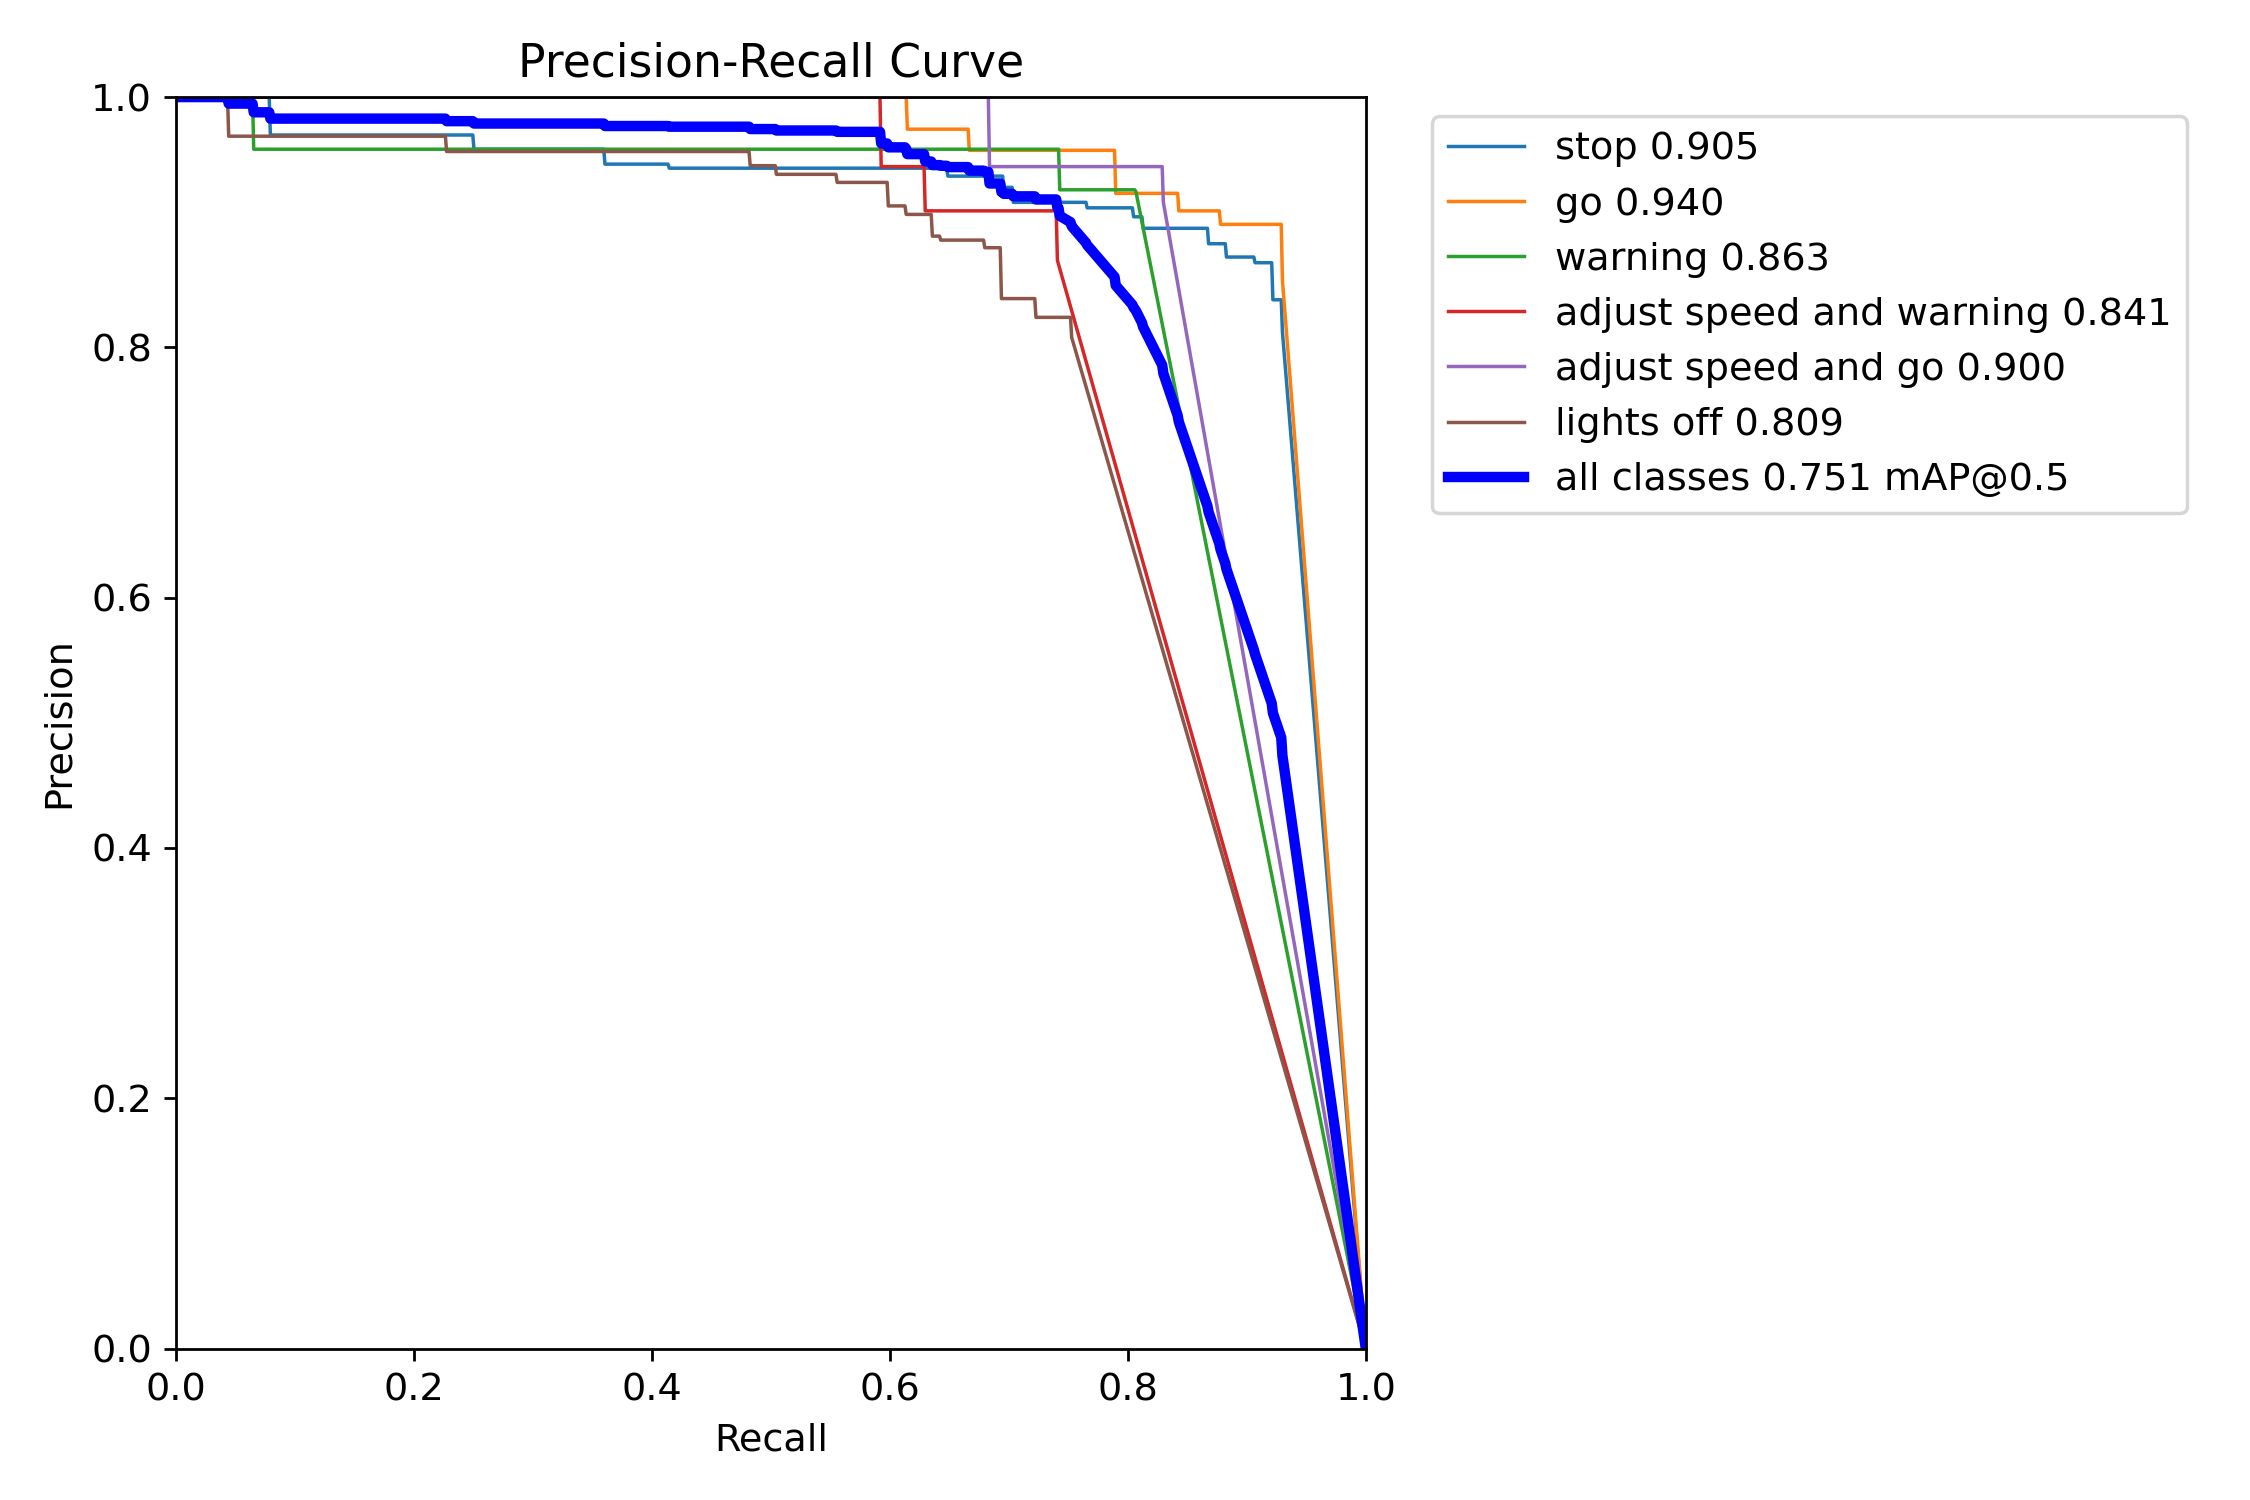 Precision-Recall Curve
1.0
0.8
0.6
0.4
0.2
0.0
Precision
0.0 0.2 0.4 0.6 0.8 1.0
Recall
stop 0.905
go 0.940
warning 0.863
adjust speed and warning 0.841
adjust speed and go 0.900
lights off 0.809
all classes 0.751 mAP@0.5